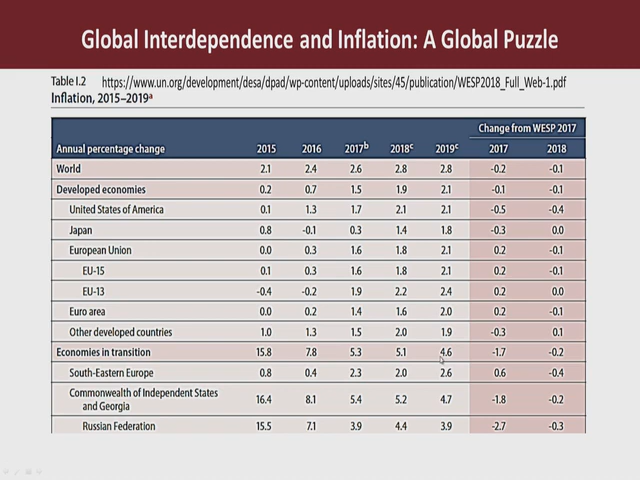 Global Interdependence and Inflation: A Global Puzzle
Table I.2 https://www.un.org/development/desa/dpad/wp-content/uploads/sites/45/publication/WESP2018_Full_Web-1.pdf
Inflation, 2015–2019ᵃ
Change from WESP 2017
Annual percentage change 2015 2016 2017ᵇ 2018ᶜ 2019ᶜ 2017 2018
World 2.1 2.4 2.6 2.8 2.8 -0.2 -0.1
Developed economies 0.2 0.7 1.5 1.9 2.1 -0.1 -0.1
United States of America 0.1 1.3 1.7 2.1 2.1 -0.5 -0.4
Japan 0.8 -0.1 0.3 1.4 1.8 -0.3 0.0
European Union 0.0 0.3 1.6 1.8 2.1 0.2 -0.1
EU-15 0.1 0.3 1.6 1.8 2.1 0.2 -0.1
EU-13 -0.4 -0.2 1.9 2.2 2.4 0.2 0.0
Euro area 0.0 0.2 1.4 1.6 2.0 0.2 -0.1
Other developed countries 1.0 1.3 1.5 2.0 1.9 -0.3 0.1
Economies in transition 15.8 7.8 5.3 5.1 4.6 -1.7 -0.2
South-Eastern Europe 0.8 0.4 2.3 2.0 2.6 0.6 -0.4
Commonwealth of Independent States
and Georgia 16.4 8.1 5.4 5.2 4.7 -1.8 -0.2
Russian Federation 15.5 7.1 3.9 4.4 3.9 -2.7 -0.3